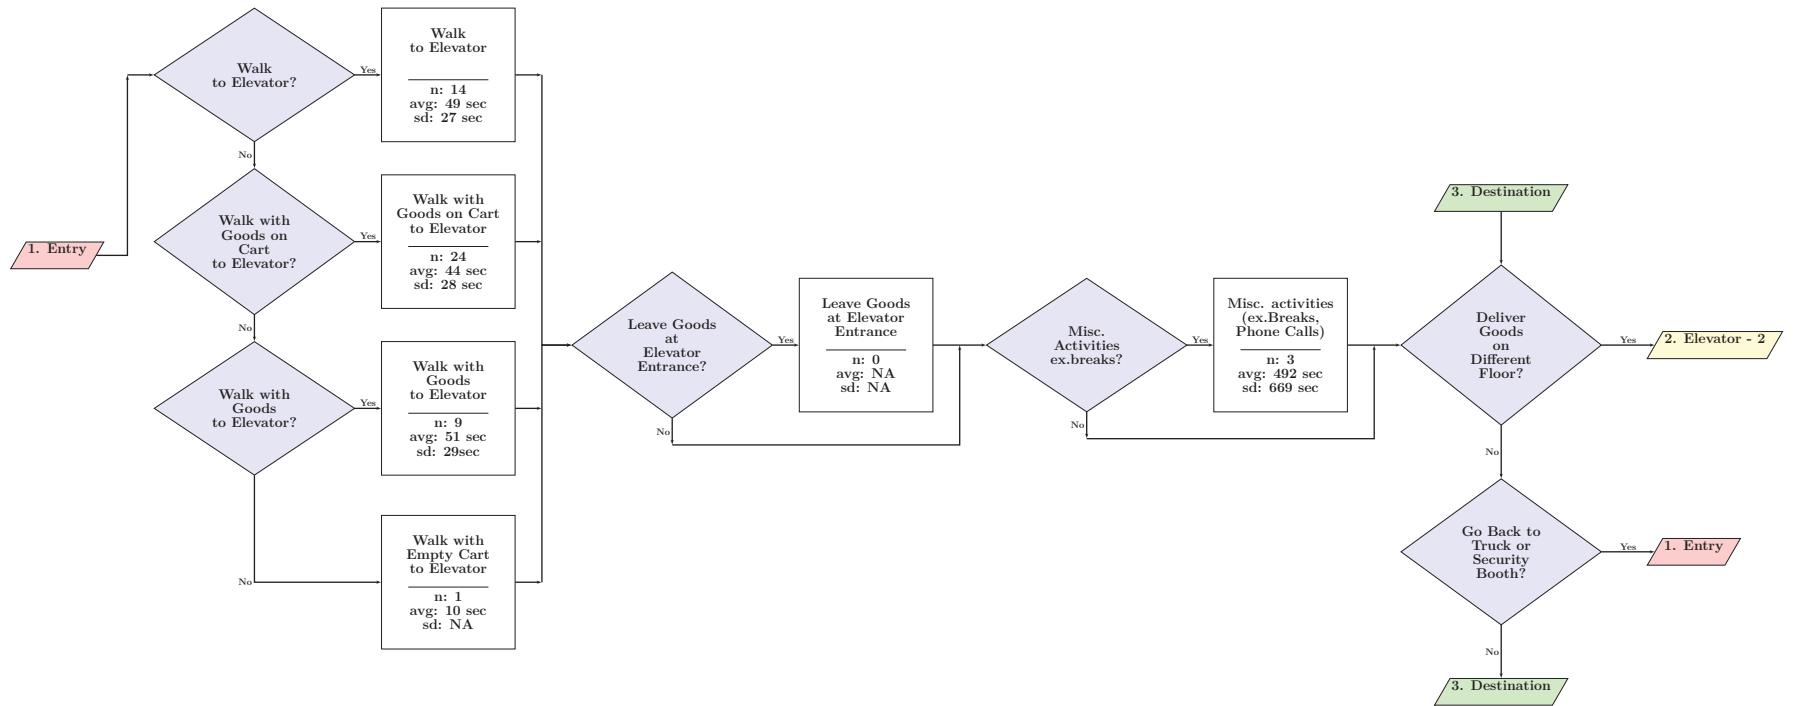 1. Entry
Walk
to Elevator?
Yes
No
Walk
to Elevator
n: 14
avg: 49 sec
sd: 27 sec
Walk with
Goods on
Cart
to Elevator?
Yes
No
Walk with
Goods on Cart
to Elevator
n: 24
avg: 44 sec
sd: 28 sec
Walk with
Goods
to Elevator?
Yes
No
Walk with
Goods
to Elevator
n: 9
avg: 51 sec
sd: 29sec
Walk with
Empty Cart
to Elevator
n: 1
avg: 10 sec
sd: NA
Leave Goods
at
Elevator
Entrance?
Yes
No
Leave Goods
at Elevator
Entrance
n: 0
avg: NA
sd: NA
Misc.
Activities
ex.breaks?
Yes
No
Misc. activities
(ex.Breaks,
Phone Calls)
n: 3
avg: 492 sec
sd: 669 sec
3. Destination
Deliver
Goods
on
Different
Floor?
Yes
No
2. Elevator - 2
Go Back to
Truck or
Security
Booth?
Yes
No
1. Entry
3. Destination